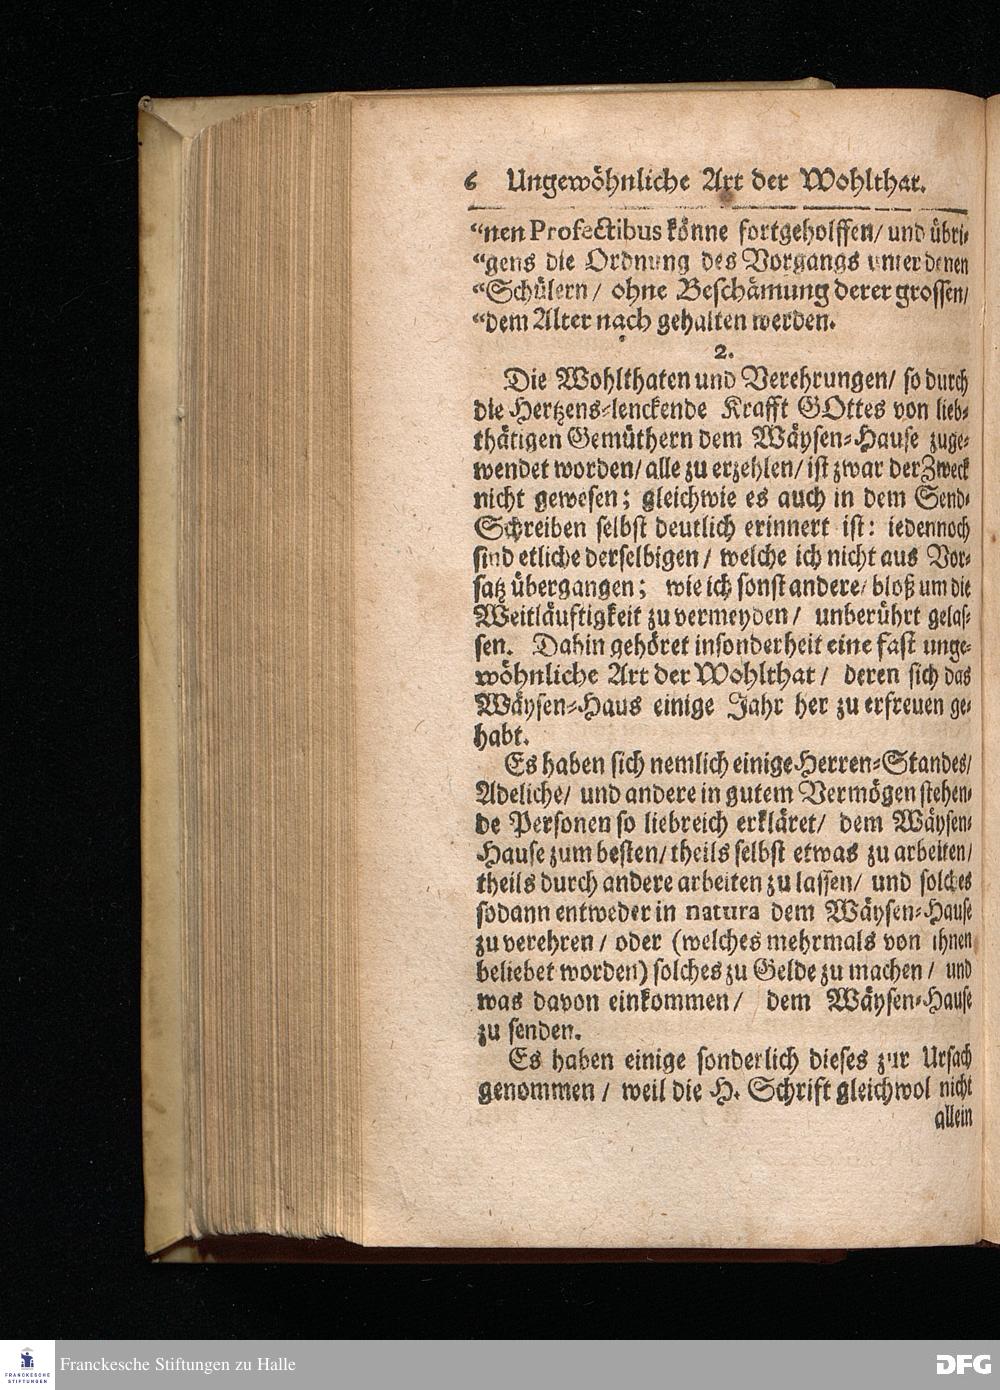 6 Ungewöhnliche Art der Wohlthat.
“nen Profectibus könne fortgeholffen/ und übri-
“gens die Ordnung des Vorgangs unter denen
“Schülern/ ohne Beschämung derer grossen/
“dem Alter nach gehalten werden.
2.
Die Wohlthaten und Verehrungen/ so durch
die Hertzens-lenckende Krafft GOttes von lieb-
thätigen Gemüthern dem Wäysen-Hause zuge-
wendet worden/ alle zu erzehlen/ ist zwar der Zweck
nicht gewesen; gleichwie es auch in dem Send-
Schreiben selbst deutlich erinnert ist: iedennoch
sind etliche derselbigen/ welche ich nicht aus Vor-
satz übergangen; wie ich sonst andere/ bloß um die
Weitläuftigkeit zu vermeyden/ unberührt gelas-
sen. Dahin gehöret insonderheit eine fast unge-
wöhnliche Art der Wohlthat/ deren sich das
Wäysen-Haus einige Jahr her zu erfreuen ge-
habt.
Es haben sich nemlich einige Herren-Standes/
Adeliche/ und andere in gutem Vermögen stehen-
de Personen so liebreich erkläret/ dem Wäysen-
Hause zum besten/ theils selbst etwas zu arbeiten/
theils durch andere arbeiten zu lassen/ und solches
sodann entweder in natura dem Wäysen-Hause
zu verehren/ oder (welches mehrmals von ihnen
beliebet worden) solches zu Gelde zu machen/ und
was davon einkommen/ dem Wäysen-Hause
zu senden.
Es haben einige sonderlich dieses zur Ursach
genommen/ weil die H. Schrift gleichwol nicht
allein
FRANCKESCHE
STIFTUNGEN
Franckesche Stiftungen zu Halle
DFG